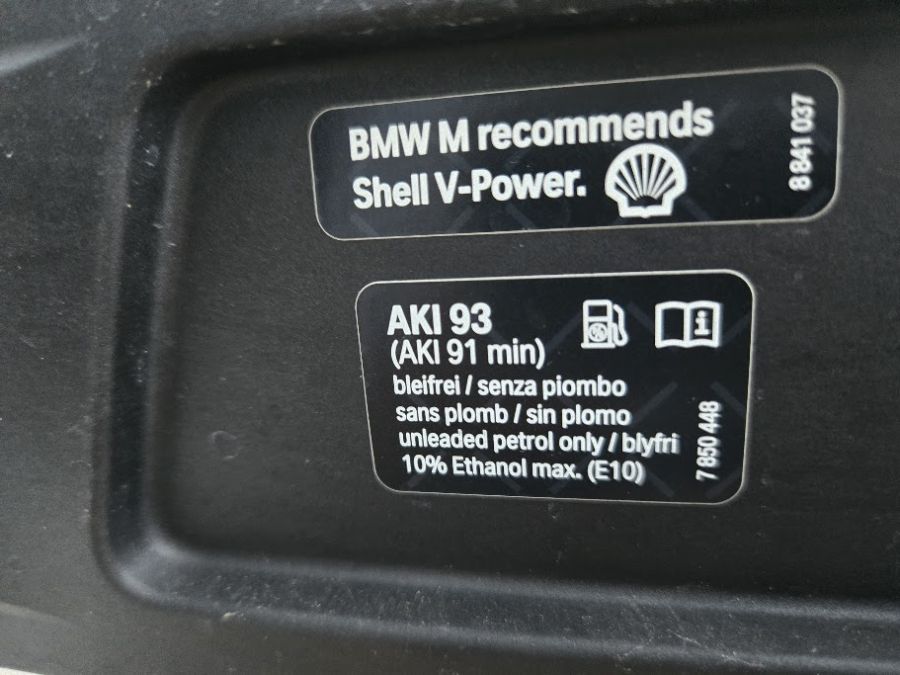 BMW M recommends
Shell V-Power.
8 841 037
AKI 93
(AKI 91 min)
bleifrei / senza piombo
sans plomb / sin plomo
unleaded petrol only / blyfri
10% Ethanol max. (E10)
7 850 448